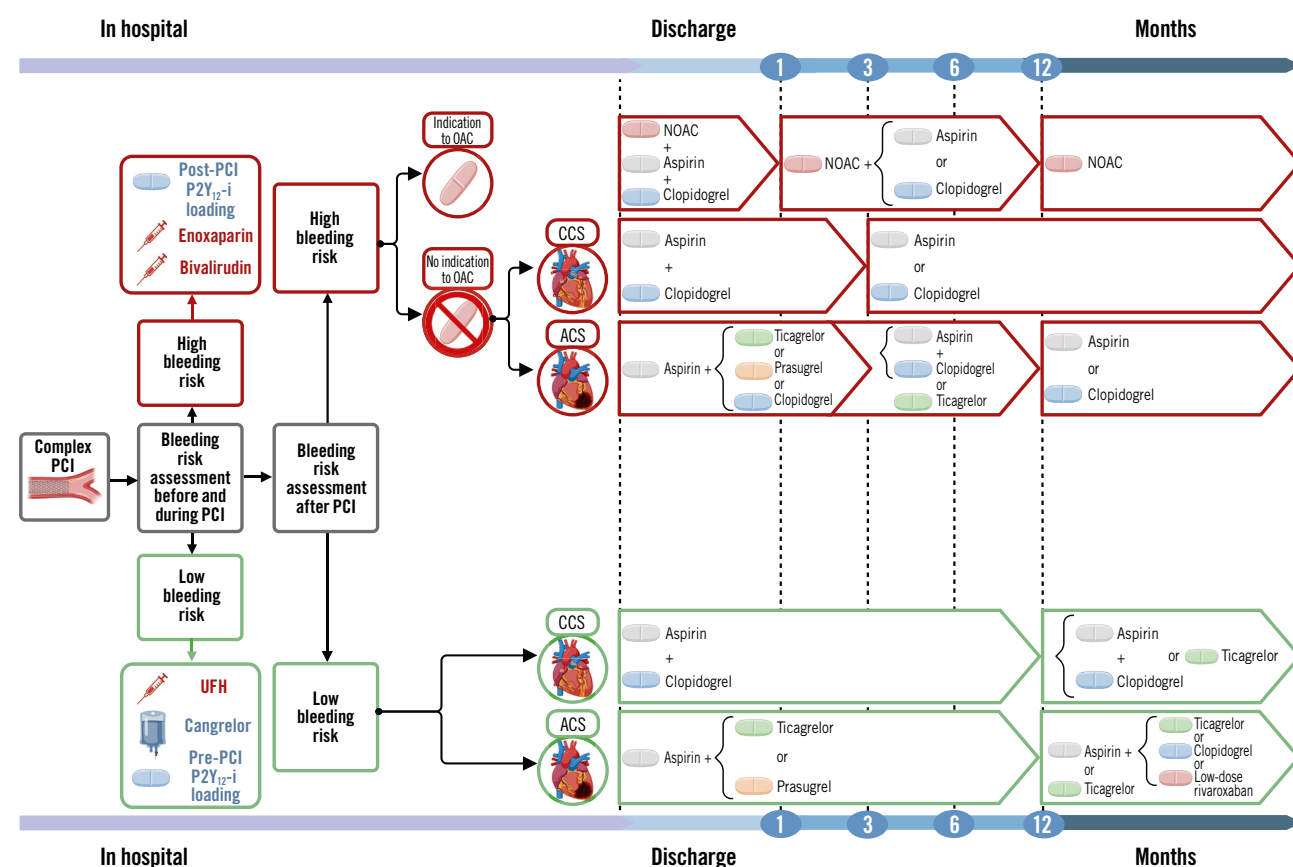 In hospital
Discharge
Months
1
3
6
12
Indication
to OAC
NOAC
+
Aspirin
+
Clopidogrel
NOAC +
Aspirin
or
Clopidogrel
NOAC
Post-PCI
P2Y₁₂-i
loading
Enoxaparin
Bivalirudin
High
bleeding
risk
No indication
to OAC
CCS
Aspirin
+
Clopidogrel
Aspirin
or
Clopidogrel
High
bleeding
risk
ACS
Aspirin +
Ticagrelor
or
Prasugrel
or
Clopidogrel
Aspirin
+
Clopidogrel
or
Ticagrelor
Aspirin
or
Clopidogrel
Complex
PCI
Bleeding
risk
assessment
before and
during PCI
Bleeding
risk
assessment
after PCI
Low
bleeding
risk
UFH
Cangrelor
Pre-PCI
P2Y₁₂-i
loading
Low
bleeding
risk
CCS
Aspirin
+
Clopidogrel
Aspirin
+
Clopidogrel
or
Ticagrelor
ACS
Aspirin +
Ticagrelor
or
Prasugrel
Aspirin +
or
Ticagrelor
Ticagrelor
or
Clopidogrel
or
Low-dose
rivaroxaban
1
3
6
12
In hospital
Discharge
Months